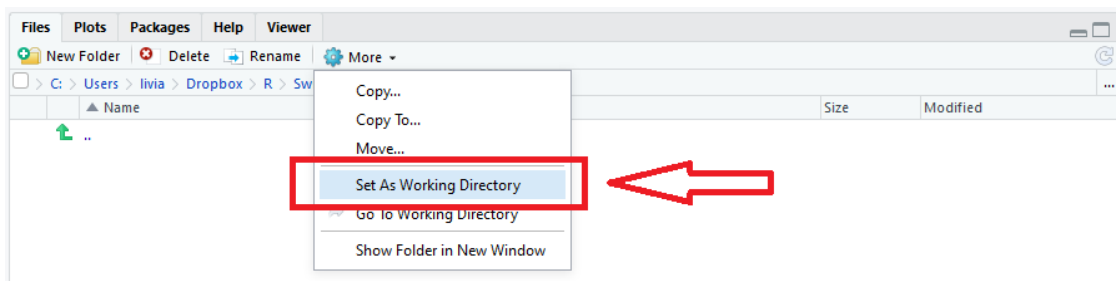 Files Plots Packages Help Viewer
New Folder Delete Rename More
C: > Users > livia > Dropbox > R > Sw
Name Size Modified
..
Copy...
Copy To...
Move...
Set As Working Directory
Go To Working Directory
Show Folder in New Window